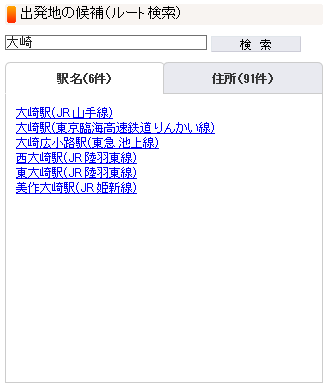 出発地の候補(ルート検索)
大崎
検 索
駅名(6件)
住所(91件)
大崎駅(JR山手線)
大崎駅(東京臨海高速鉄道りんかい線)
大崎広小路駅(東急池上線)
西大崎駅(JR陸羽東線)
東大崎駅(JR陸羽東線)
美作大崎駅(JR姫新線)